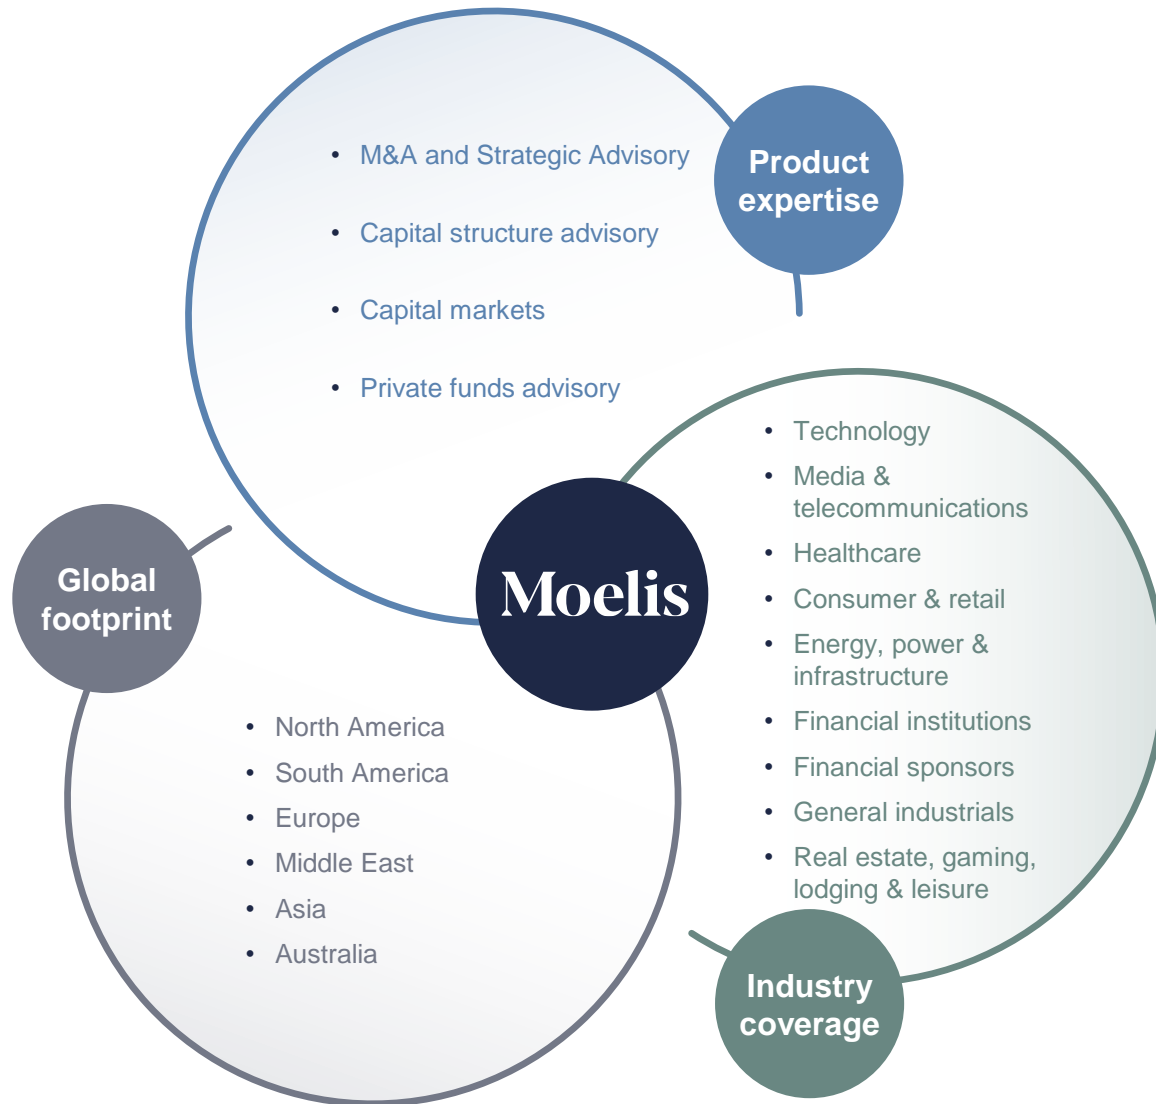 Product
expertise
• M&A and Strategic Advisory
• Capital structure advisory
• Capital markets
• Private funds advisory
Moelis
• Technology
• Media &
telecommunications
• Healthcare
• Consumer & retail
• Energy, power &
infrastructure
• Financial institutions
• Financial sponsors
• General industrials
• Real estate, gaming,
lodging & leisure
Industry
coverage
Global
footprint
• North America
• South America
• Europe
• Middle East
• Asia
• Australia